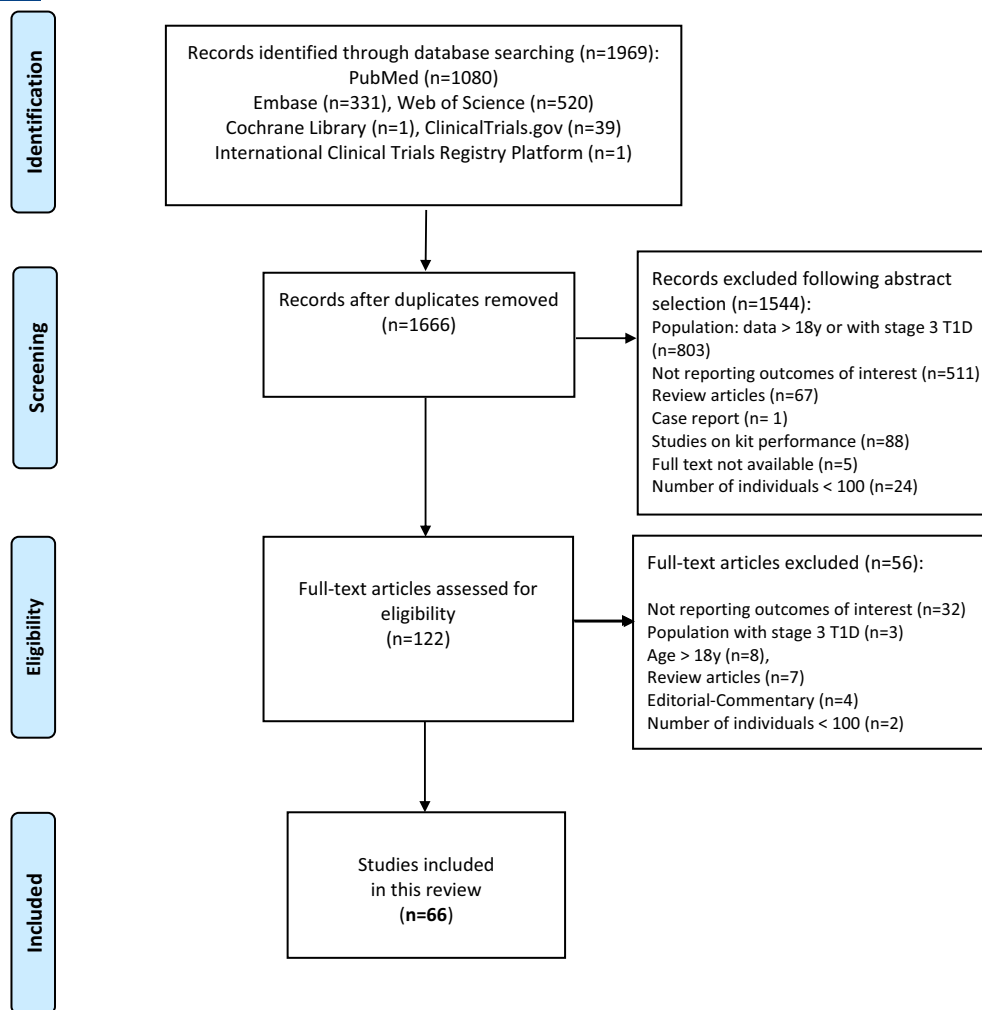 Identification
Records identified through database searching (n=1969):
PubMed (n=1080)
Embase (n=331), Web of Science (n=520)
Cochrane Library (n=1), ClinicalTrials.gov (n=39)
International Clinical Trials Registry Platform (n=1)
Screening
Records after duplicates removed
(n=1666)
Records excluded following abstract
selection (n=1544):
Population: data > 18y or with stage 3 T1D
(n=803)
Not reporting outcomes of interest (n=511)
Review articles (n=67)
Case report (n= 1)
Studies on kit performance (n=88)
Full text not available (n=5)
Number of individuals < 100 (n=24)
Eligibility
Full-text articles assessed for
eligibility
(n=122)
Full-text articles excluded (n=56):
Not reporting outcomes of interest (n=32)
Population with stage 3 T1D (n=3)
Age > 18y (n=8),
Review articles (n=7)
Editorial-Commentary (n=4)
Number of individuals < 100 (n=2)
Included
Studies included
in this review
(n=66)